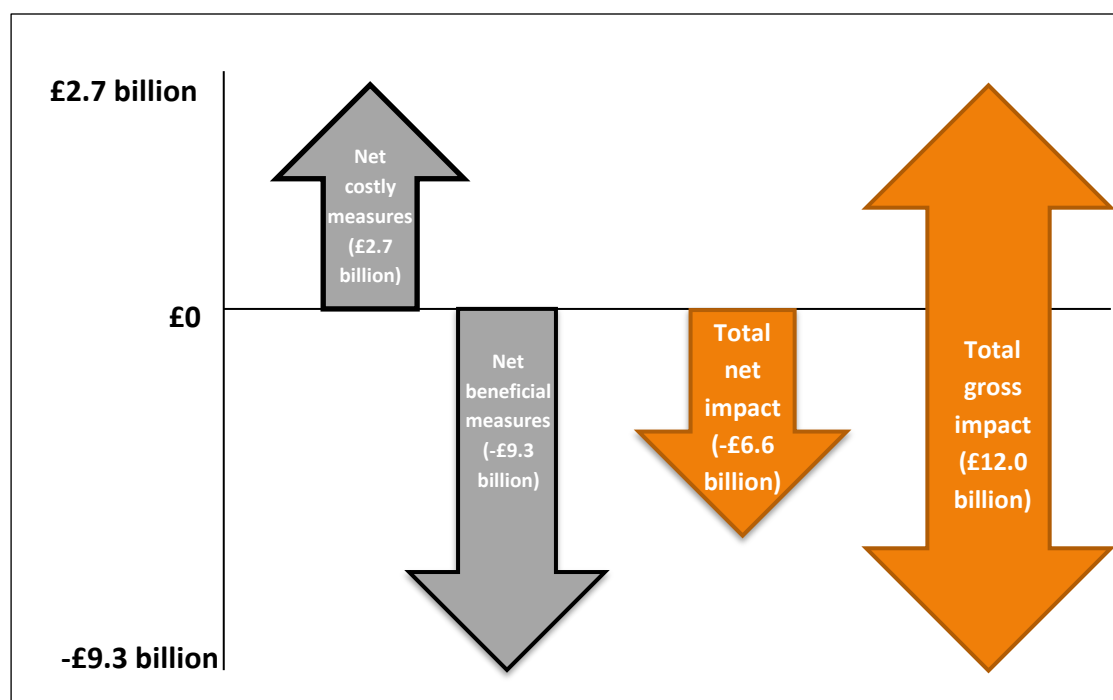 £2.7 billion
Net
costly
measures
(£2.7
billion)
£0
Net
beneficial
measures
(-£9.3
billion)
Total
net
impact
(-£6.6
billion)
Total
gross
impact
(£12.0
billion)
-£9.3 billion